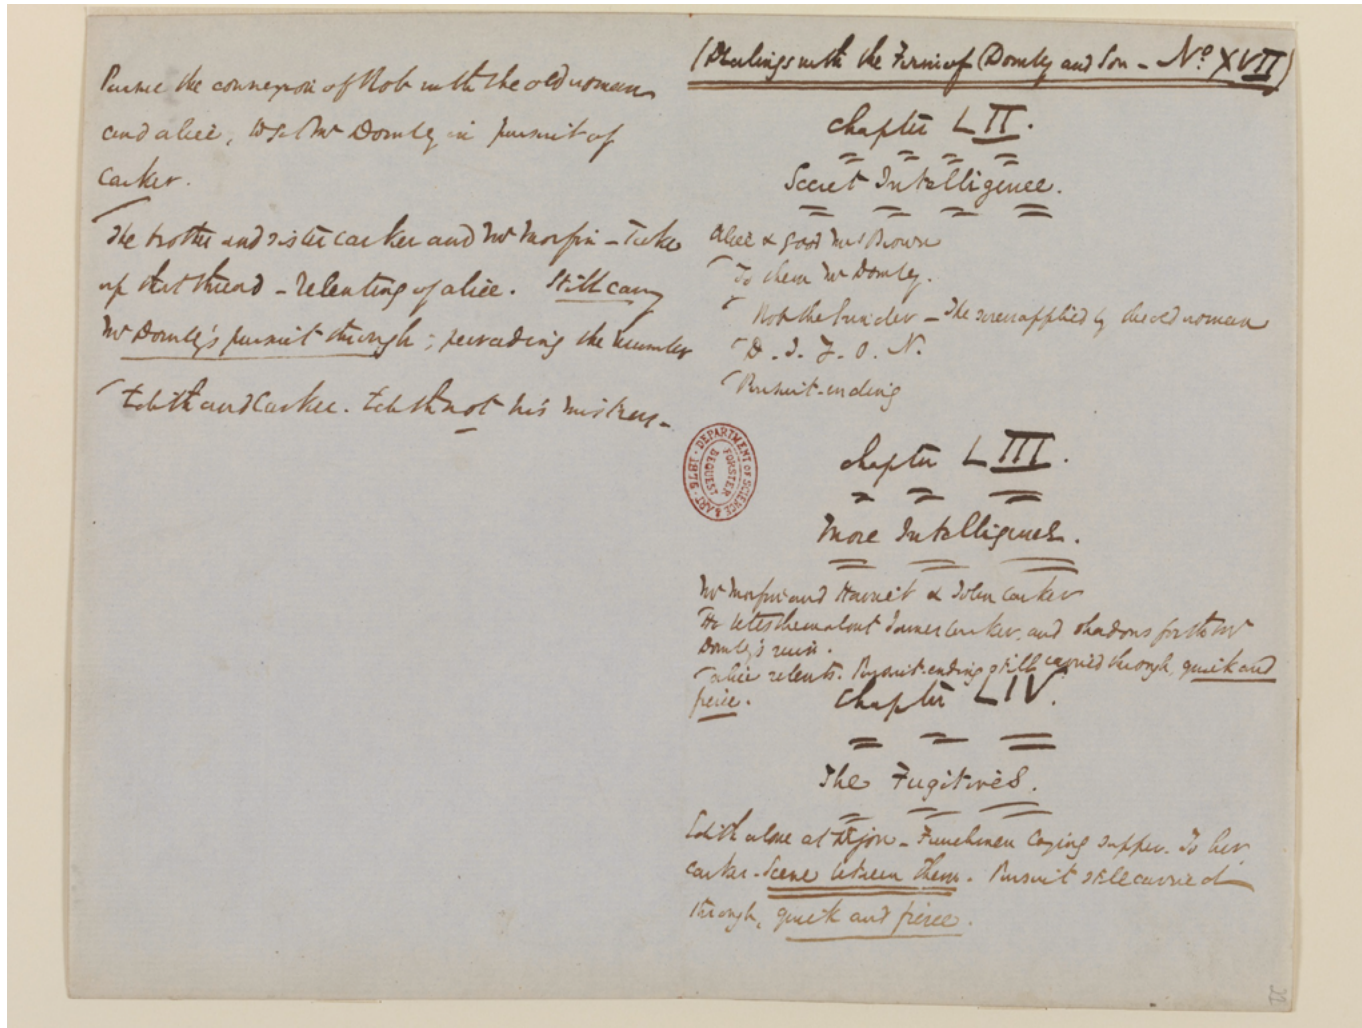 Pursue the connexion of Rob with the old woman
and alice, to set Mr Dombey in pursuit of
Carker.
The brother and sister Carker and Mr Morfin – Take
up that thread – Relenting of alice. Still carry
Mr Dombey's pursuit through; pervading the number
Edith and Carker. Edith not his mistress –
(Dealings with the Firm of Dombey and Son – No XVII)
Chapter LII.
Secret Intelligence.
Alice & Good Mrs Brown
To them Mr Dombey.
Rob the Grinder – The screw applied by the old woman
D. I. J. O. N.
Pursuit-ending
Chapter LIII.
More Intelligence.
Mr Morfin and Harriet & John Carker
He tells them about James Carker, and shadows forth Mr
Dombey's ruin.
Alice relents. Pursuit-ending still carried through, quick and
fierce.
Chapter LIV.
The Fugitives.
Edith alone at Dijon – Frenchmen laying supper. To her,
Carker – Scene between them. Pursuit still carried
through, quick and fierce.
DEPARTMENT OF SCIENCE & ART · 1876 ·
FORSTER
BEQUEST